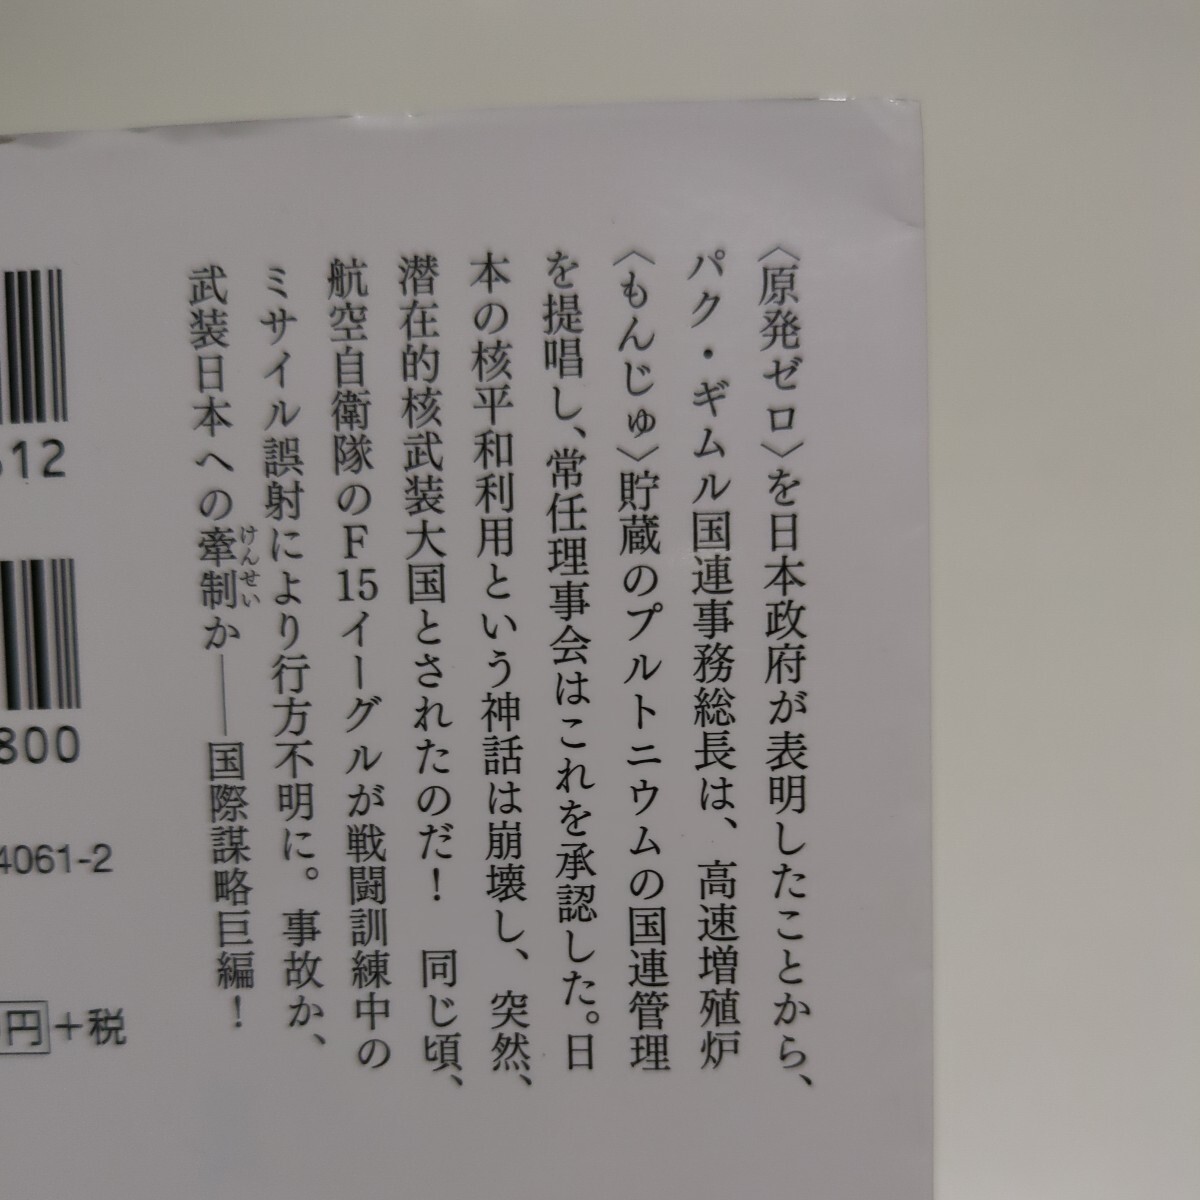 〈原発ゼロ〉を日本政府が表明したことから、
パク・ギムル国連事務総長は、高速増殖炉
〈もんじゅ〉貯蔵のプルトニウムの国連管理
を提唱し、常任理事会はこれを承認した。日
本の核平和利用という神話は崩壊し、突然、
潜在的核武装大国とされたのだ！　同じ頃、
航空自衛隊のF15イーグルが戦闘訓練中の
ミサイル誤射により行方不明に。事故か、
武装日本への牽制か――国際謀略巨編！
けんせい
512
800
4061-2
円+税